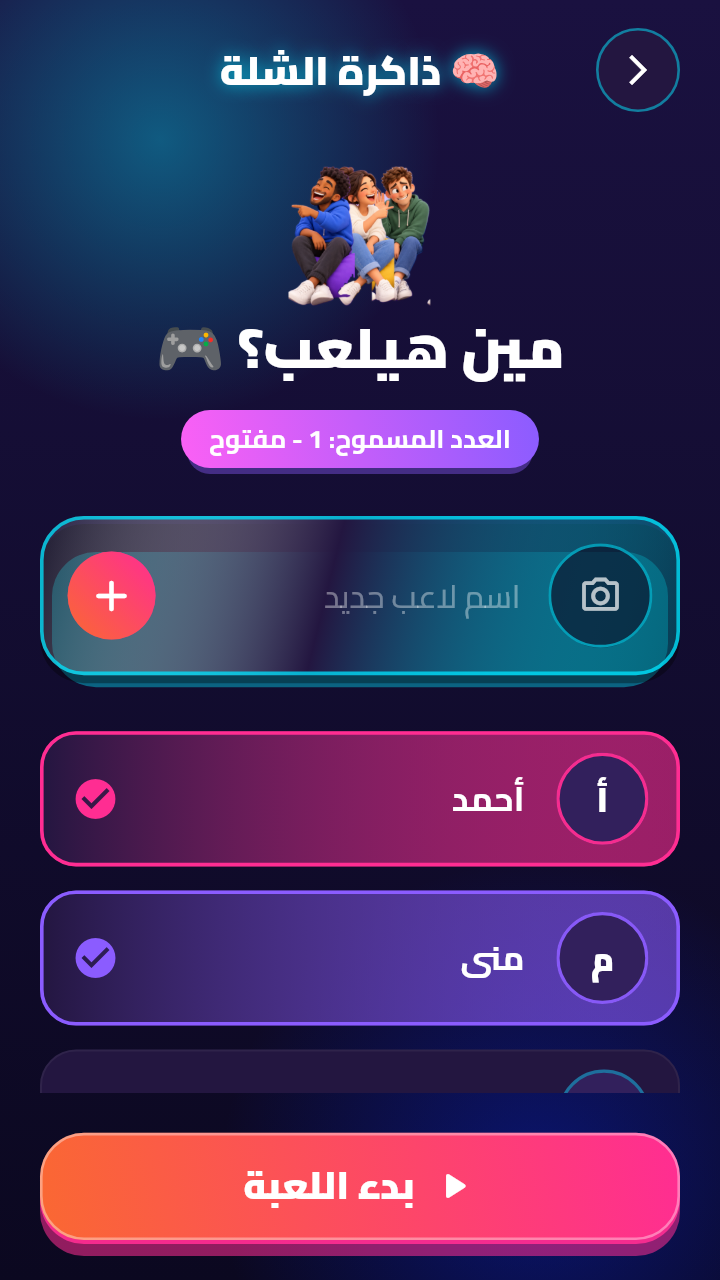 ذاكرة الشلة
مين هيلعب؟
العدد المسموح: 1 - مفتوح
اسم لاعب جديد
أ
أحمد
م
منى
بدء اللعبة